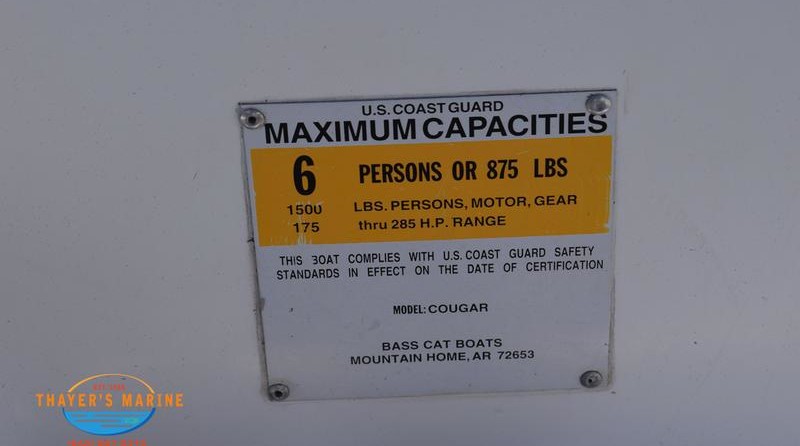 U.S. COAST GUARD
MAXIMUM CAPACITIES
6 PERSONS OR 875 LBS
1500 LBS. PERSONS, MOTOR, GEAR
175 thru 285 H.P. RANGE
THIS BOAT COMPLIES WITH U.S. COAST GUARD SAFETY
STANDARDS IN EFFECT ON THE DATE OF CERTIFICATION
MODEL: COUGAR
BASS CAT BOATS
MOUNTAIN HOME, AR 72653
THAYER'S MARINE